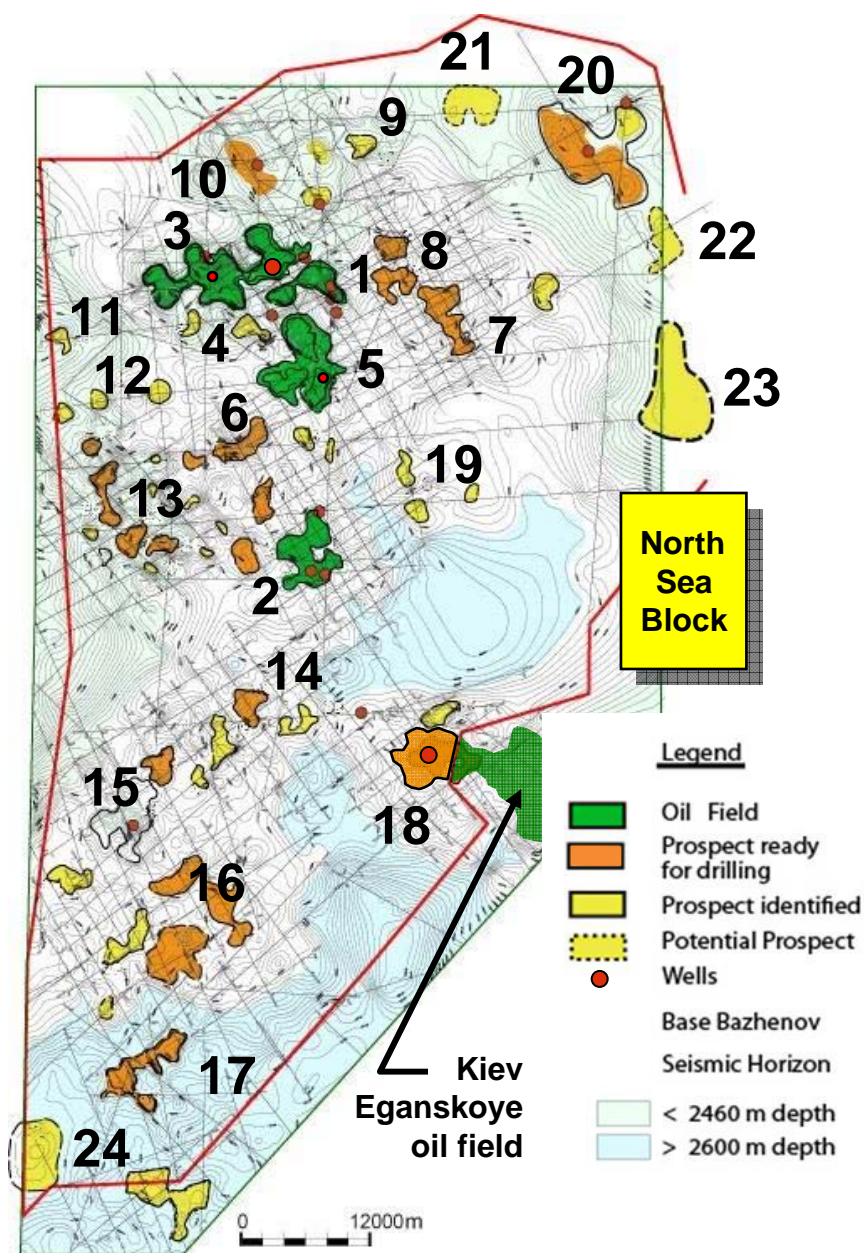 21
20
9
10
3
8
22
1
11
4
7
12
5
23
6
19
13
North
Sea
Block
2
14
15
18
16
17
24
Kiev
Eganskoye
oil field
Legend
Oil Field
Prospect ready
for drilling
Prospect identified
Potential Prospect
Wells
Base Bazhenov
Seismic Horizon
< 2460 m depth
> 2600 m depth
0 12000m